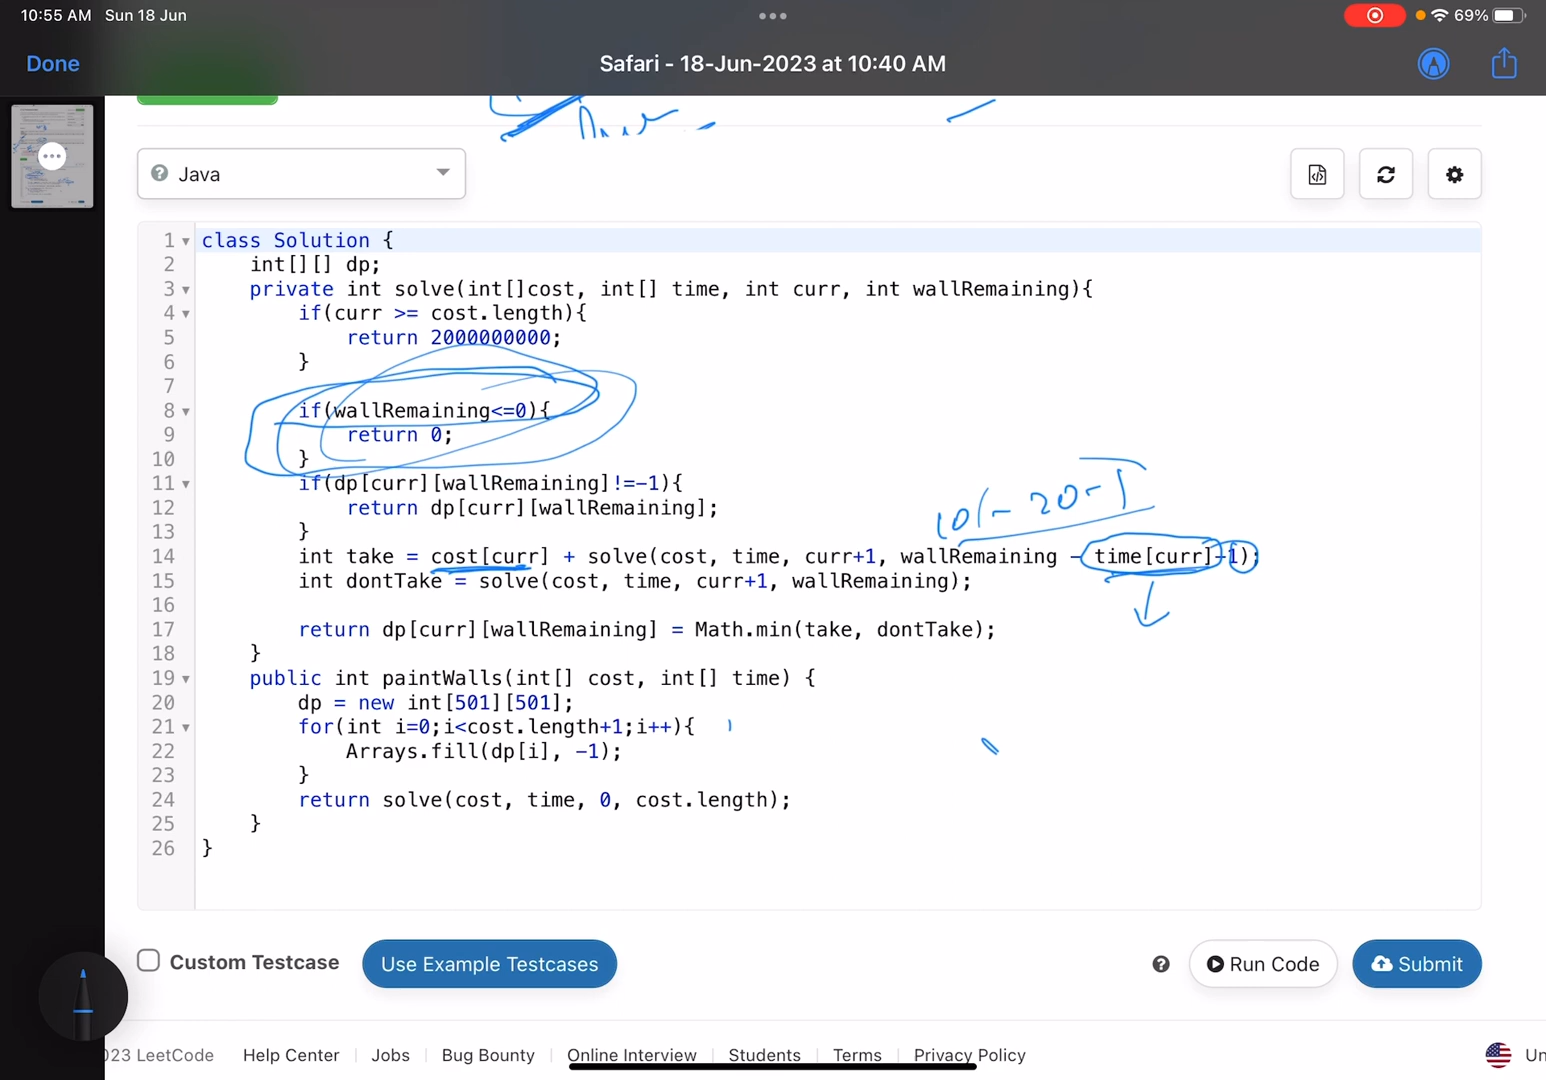 10:55 AM Sun 18 Jun
69%
Done
Safari - 18-Jun-2023 at 10:40 AM
Java
1 class Solution {
2 int[][] dp;
3 private int solve(int[]cost, int[] time, int curr, int wallRemaining){
4 if(curr >= cost.length){
5 return 2000000000;
6 }
7
8 if(wallRemaining<=0){
9 return 0;
10 }
11 if(dp[curr][wallRemaining]!=-1){
12 return dp[curr][wallRemaining];
13 }
101-20-1
14 int take = cost[curr] + solve(cost, time, curr+1, wallRemaining - time[curr]-1);
15 int dontTake = solve(cost, time, curr+1, wallRemaining);
16
17 return dp[curr][wallRemaining] = Math.min(take, dontTake);
18 }
19 public int paintWalls(int[] cost, int[] time) {
20 dp = new int[501][501];
21 for(int i=0;i<cost.length+1;i++){
22 Arrays.fill(dp[i], -1);
23 }
24 return solve(cost, time, 0, cost.length);
25 }
26 }
Custom Testcase
Use Example Testcases
Run Code
Submit
023 LeetCode
Help Center
Jobs
Bug Bounty
Online Interview
Students
Terms
Privacy Policy
Un